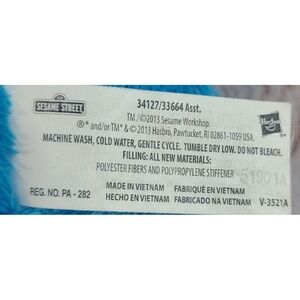 SESAME STREET
34127/33664 Asst.
TM / ©2013 Sesame Workshop.
®* and/or TM* & ©2013 Hasbro, Pawtucket, RI 02861-1059 USA.
Hasbro
MACHINE WASH, COLD WATER, GENTLE CYCLE. TUMBLE DRY LOW. DO NOT BLEACH.
FILLING: ALL NEW MATERIALS:
POLYESTER FIBERS AND POLYPROPYLENE STIFFENER
REG. NO. PA - 282
MADE IN VIETNAM FABRIQUÉ EN VIETNAM
HECHO EN VIETNAM FABRICADO NA VIETNAM
V-3521A